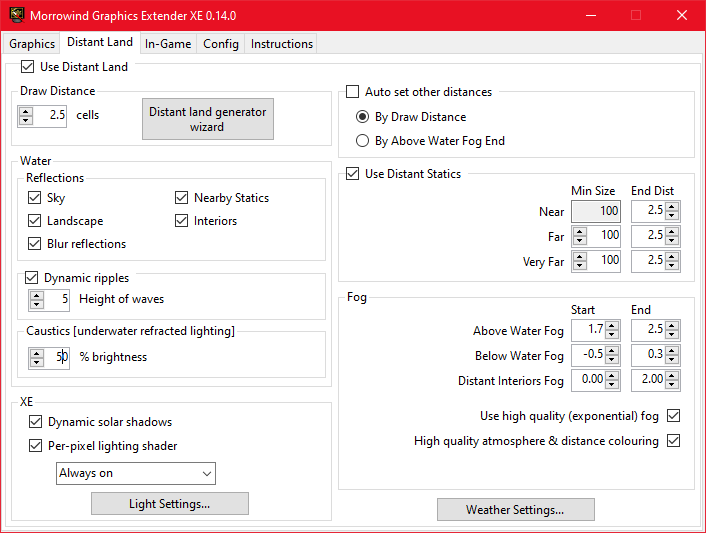 Morrowind Graphics Extender XE 0.14.0
Graphics Distant Land In-Game Config Instructions
Use Distant Land
Draw Distance
2.5 cells
Distant land generator
wizard
Water
Reflections
Sky Nearby Statics
Landscape Interiors
Blur reflections
Dynamic ripples
5 Height of waves
Caustics [underwater refracted lighting]
50 % brightness
XE
Dynamic solar shadows
Per-pixel lighting shader
Always on
Light Settings...
Auto set other distances
By Draw Distance
By Above Water Fog End
Use Distant Statics
Min Size End Dist
Near 100 2.5
Far 100 2.5
Very Far 100 2.5
Fog
Start End
Above Water Fog 1.7 2.5
Below Water Fog -0.5 0.3
Distant Interiors Fog 0.00 2.00
Use high quality (exponential) fog
High quality atmosphere & distance colouring
Weather Settings...